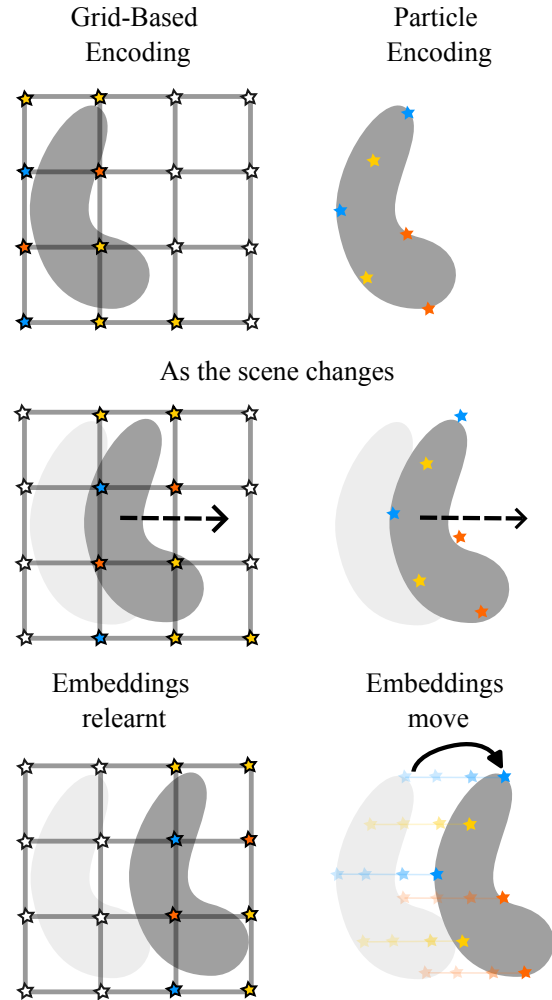 Grid-Based
Encoding
Particle
Encoding
As the scene changes
Embeddings
relearnt
Embeddings
move